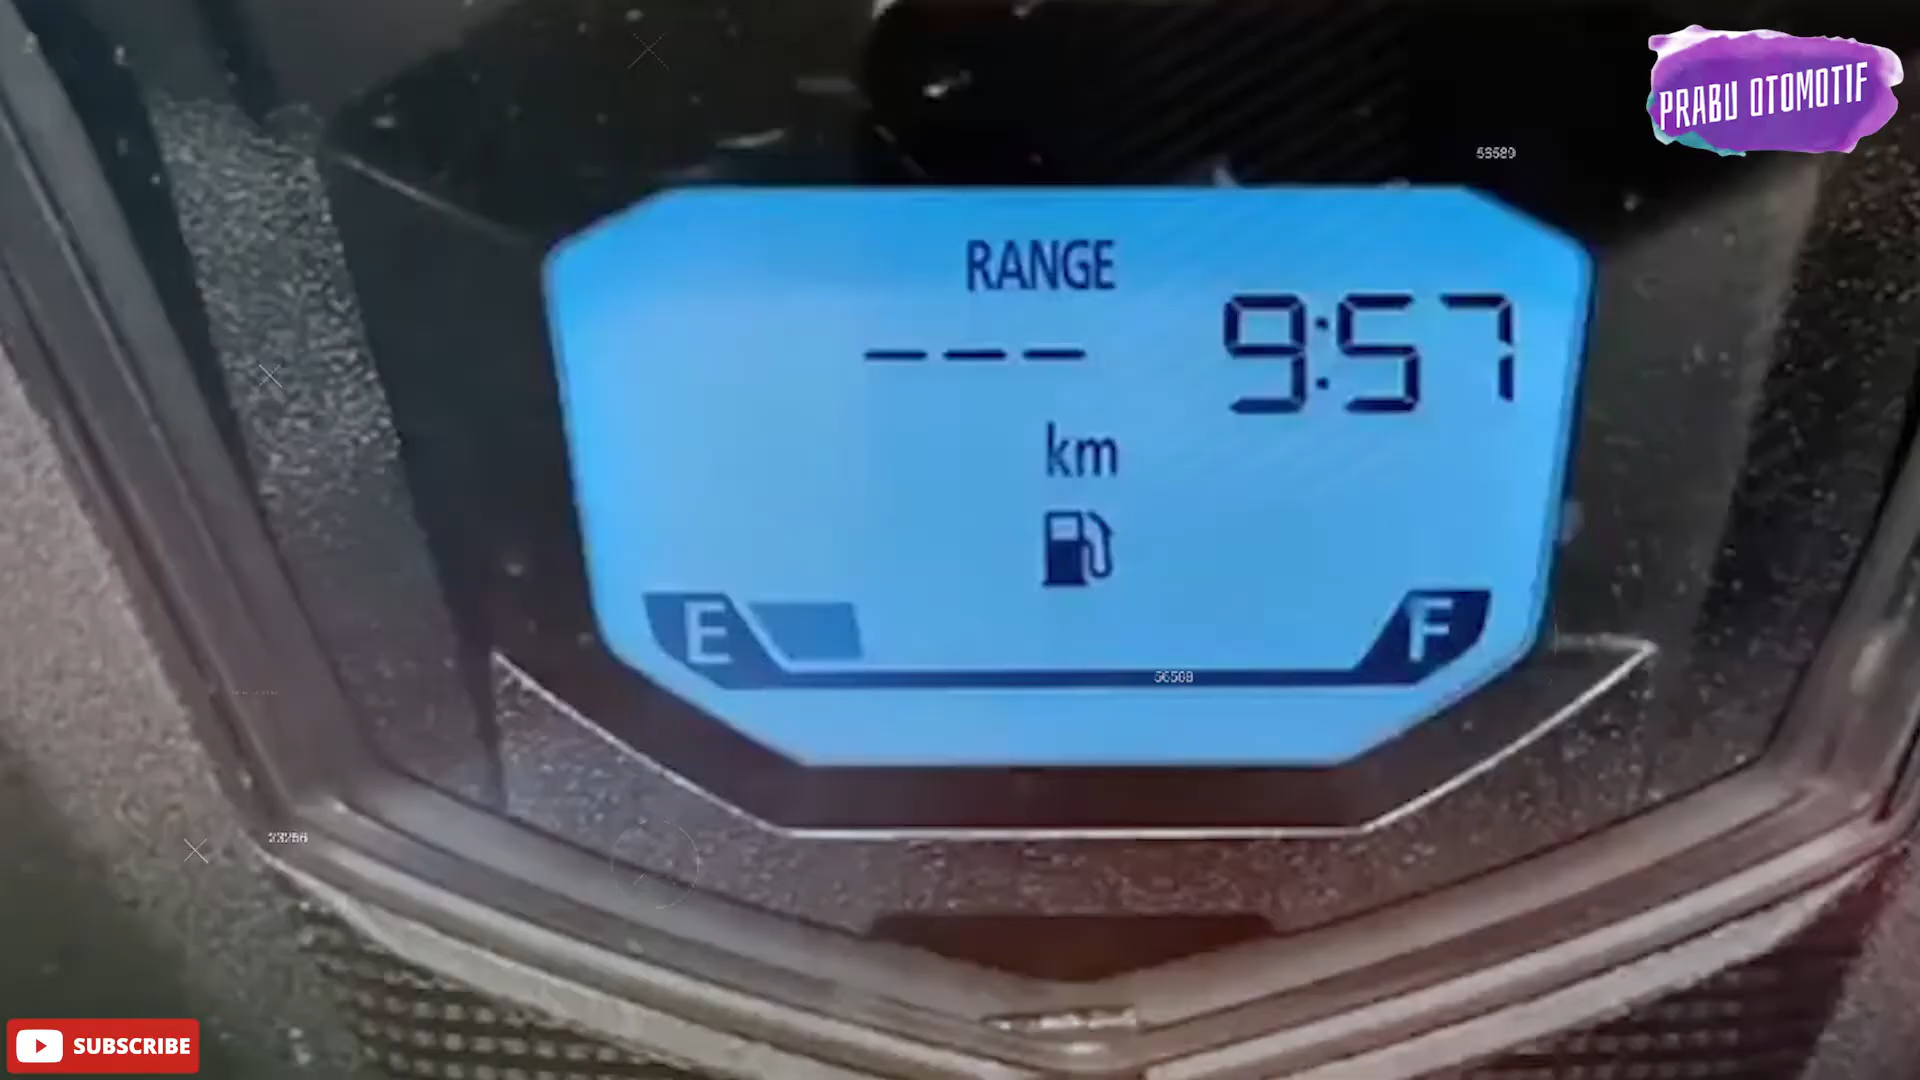 PRABU OTOMOTIF
RANGE
--- 9:57
km
E F
SUBSCRIBE